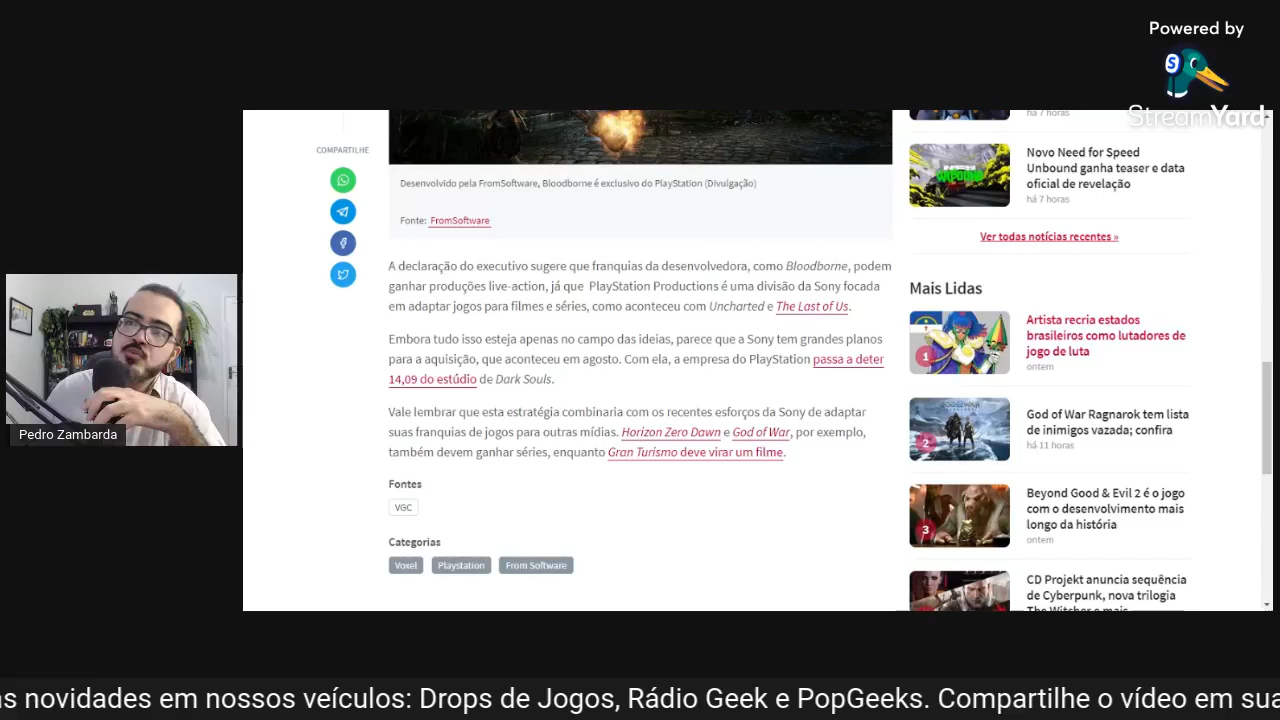 Powered by
StreamYard
COMPARTILHE
Desenvolvido pela FromSoftware, Bloodborne é exclusivo do PlayStation (Divulgação)
Fonte: FromSoftware
A declaração do executivo sugere que franquias da desenvolvedora, como Bloodborne, podem
ganhar produções live-action, já que PlayStation Productions é uma divisão da Sony focada
em adaptar jogos para filmes e séries, como aconteceu com Uncharted e The Last of Us.
Embora tudo isso esteja apenas no campo das ideias, parece que a Sony tem grandes planos
para a aquisição, que aconteceu em agosto. Com ela, a empresa do PlayStation passa a deter
14,09 do estúdio de Dark Souls.
Vale lembrar que esta estratégia combinaria com os recentes esforços da Sony de adaptar
suas franquias de jogos para outras mídias. Horizon Zero Dawn e God of War, por exemplo,
também devem ganhar séries, enquanto Gran Turismo deve virar um filme.
Fontes
VGC
Categorias
Voxel
Playstation
From Software
há 7 horas
Novo Need for Speed
Unbound ganha teaser e data
oficial de revelação
há 7 horas
Ver todas notícias recentes »
Mais Lidas
1
Artista recria estados
brasileiros como lutadores de
jogo de luta
ontem
2
God of War Ragnarok tem lista
de inimigos vazada; confira
há 11 horas
3
Beyond Good & Evil 2 é o jogo
com o desenvolvimento mais
longo da história
ontem
CD Projekt anuncia sequência
de Cyberpunk, nova trilogia
The Witcher e mais
Pedro Zambarda
as novidades em nossos veículos: Drops de Jogos, Rádio Geek e PopGeeks. Compartilhe o vídeo em sua